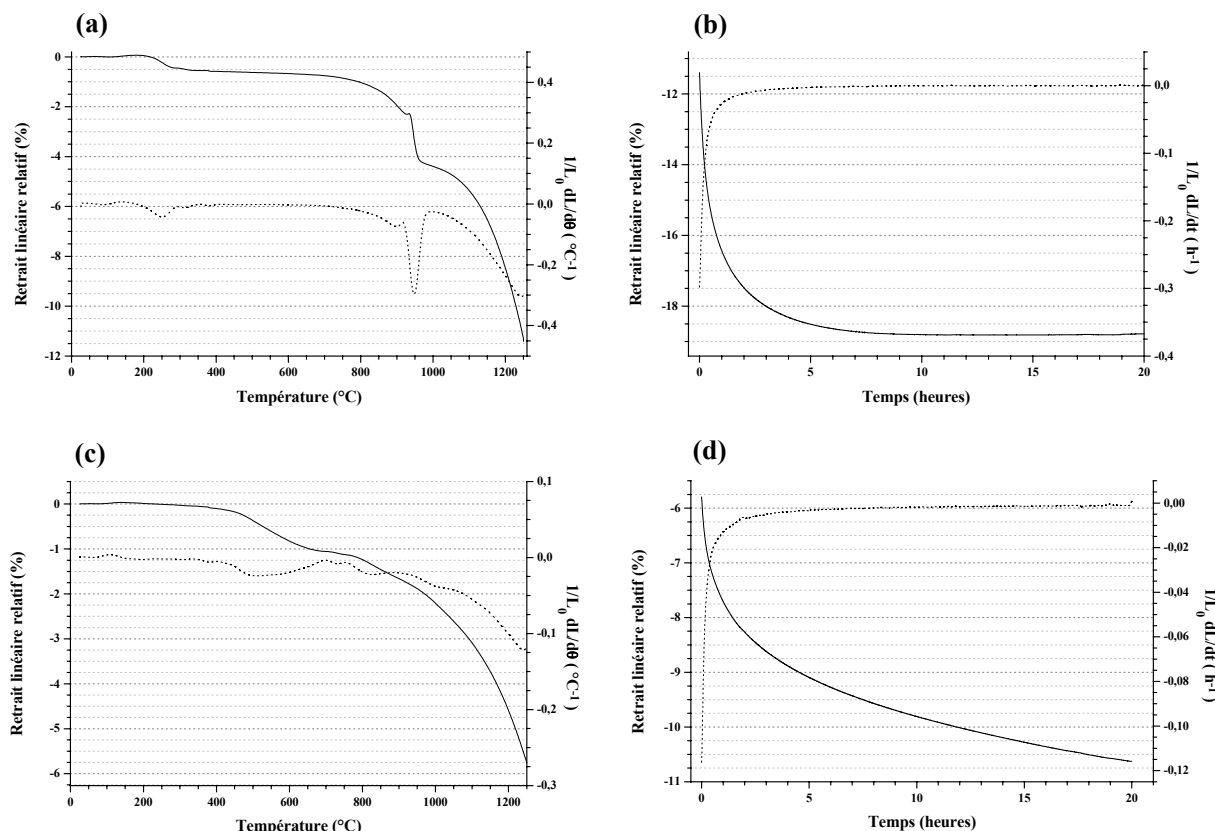 (a)
0
-2
-4
-6
-8
-10
-12
Retrait linéaire relatif (%)
0 200 400 600 800 1000 1200
Température (°C)
0,4
0,2
0,0
-0,2
-0,4
1/L0 dL/dθ ( °C-1)
(b)
-12
-14
-16
-18
Retrait linéaire relatif (%)
0 5 10 15 20
Temps (heures)
0,0
-0,1
-0,2
-0,3
-0,4
1/L0 dL/dt ( h-1)
(c)
0
-1
-2
-3
-4
-5
-6
Retrait linéaire relatif (%)
0 200 400 600 800 1000 1200
Température (°C)
0,1
0,0
-0,1
-0,2
-0,3
1/L0 dL/dθ ( °C-1)
(d)
-6
-7
-8
-9
-10
-11
Retrait linéaire relatif (%)
0 5 10 15 20
Temps (heures)
0,00
-0,02
-0,04
-0,06
-0,08
-0,10
-0,12
1/L0 dL/dt ( h-1)